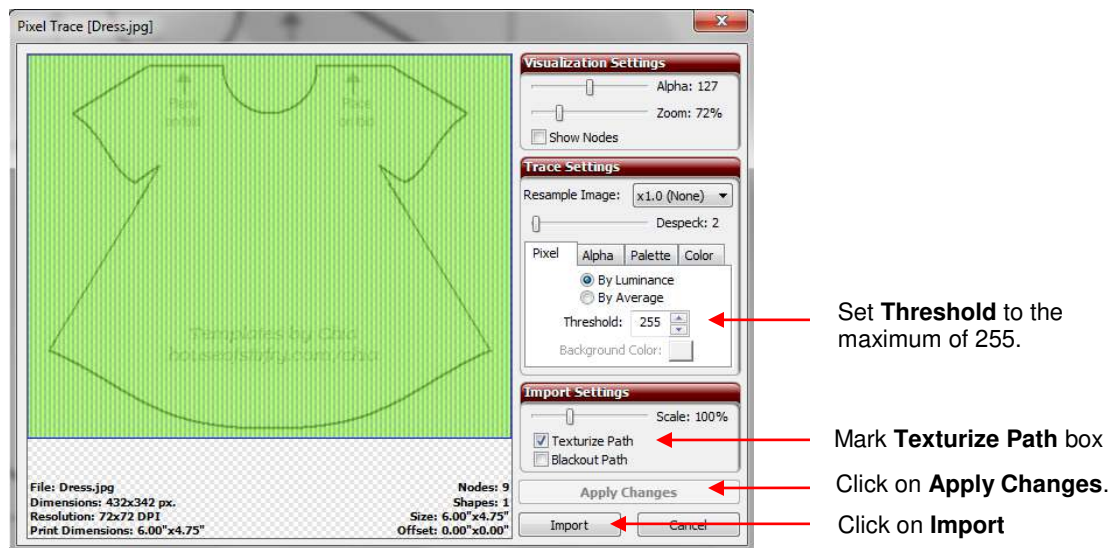 Pixel Trace [Dress.jpg]
Place
on fold
Place
on fold
Templates by Chia
Visualization Settings
Alpha: 127
Zoom: 72%
Show Nodes
Trace Settings
Resample Image: x1.0 (None)
Despeck: 2
Pixel Alpha Palette Color
By Luminance
By Average
Threshold: 255
Background Color:
Import Settings
Scale: 100%
Texturize Path
Blackout Path
Apply Changes
Import Cancel
File: Dress.jpg
Dimensions: 432x342 px.
Resolution: 72x72 DPI
Print Dimensions: 6.00"x4.75"
Nodes: 9
Shapes: 1
Size: 6.00"x4.75"
Offset: 0.00"x0.00"
Set Threshold to the
maximum of 255.
Mark Texturize Path box
Click on Apply Changes.
Click on Import